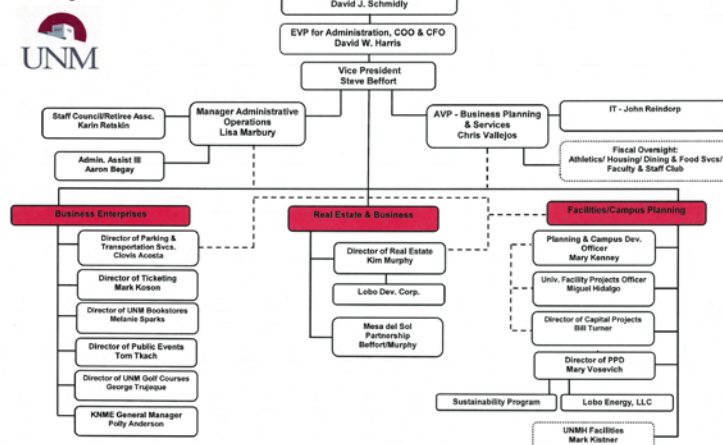 David J. Schmidly
EVP for Administration, COO & CFO
David W. Harris
UNM
Vice President
Steve Beffort
Staff Council/Retiree Assc.
Karin Retskin
Manager Administrative
Operations
Lisa Marbury
AVP - Business Planning
& Services
Chris Vallejos
IT - John Reindorp
Admin. Assist III
Aaron Begay
Fiscal Oversight:
Athletics/ Housing/ Dining & Food Svcs/
Faculty & Staff Club
Business Enterprises
Real Estate & Business
Facilities/Campus Planning
Director of Parking &
Transportation Svcs.
Clovis Acosta
Director of Ticketing
Mark Koson
Director of UNM Bookstores
Melanie Sparks
Director of Public Events
Tom Tkach
Director of UNM Golf Courses
George Trujeque
KNME General Manager
Polly Anderson
Director of Real Estate
Kim Murphy
Lobo Dev. Corp.
Mesa del Sol
Partnership
Beffort/Murphy
Planning & Campus Dev.
Officer
Mary Kenney
Univ. Facility Projects Officer
Miguel Hidalgo
Director of Capital Projects
Bill Turner
Director of PPD
Mary Vosevich
Sustainability Program
Lobo Energy, LLC
UNMH Facilities
Mark Kistner